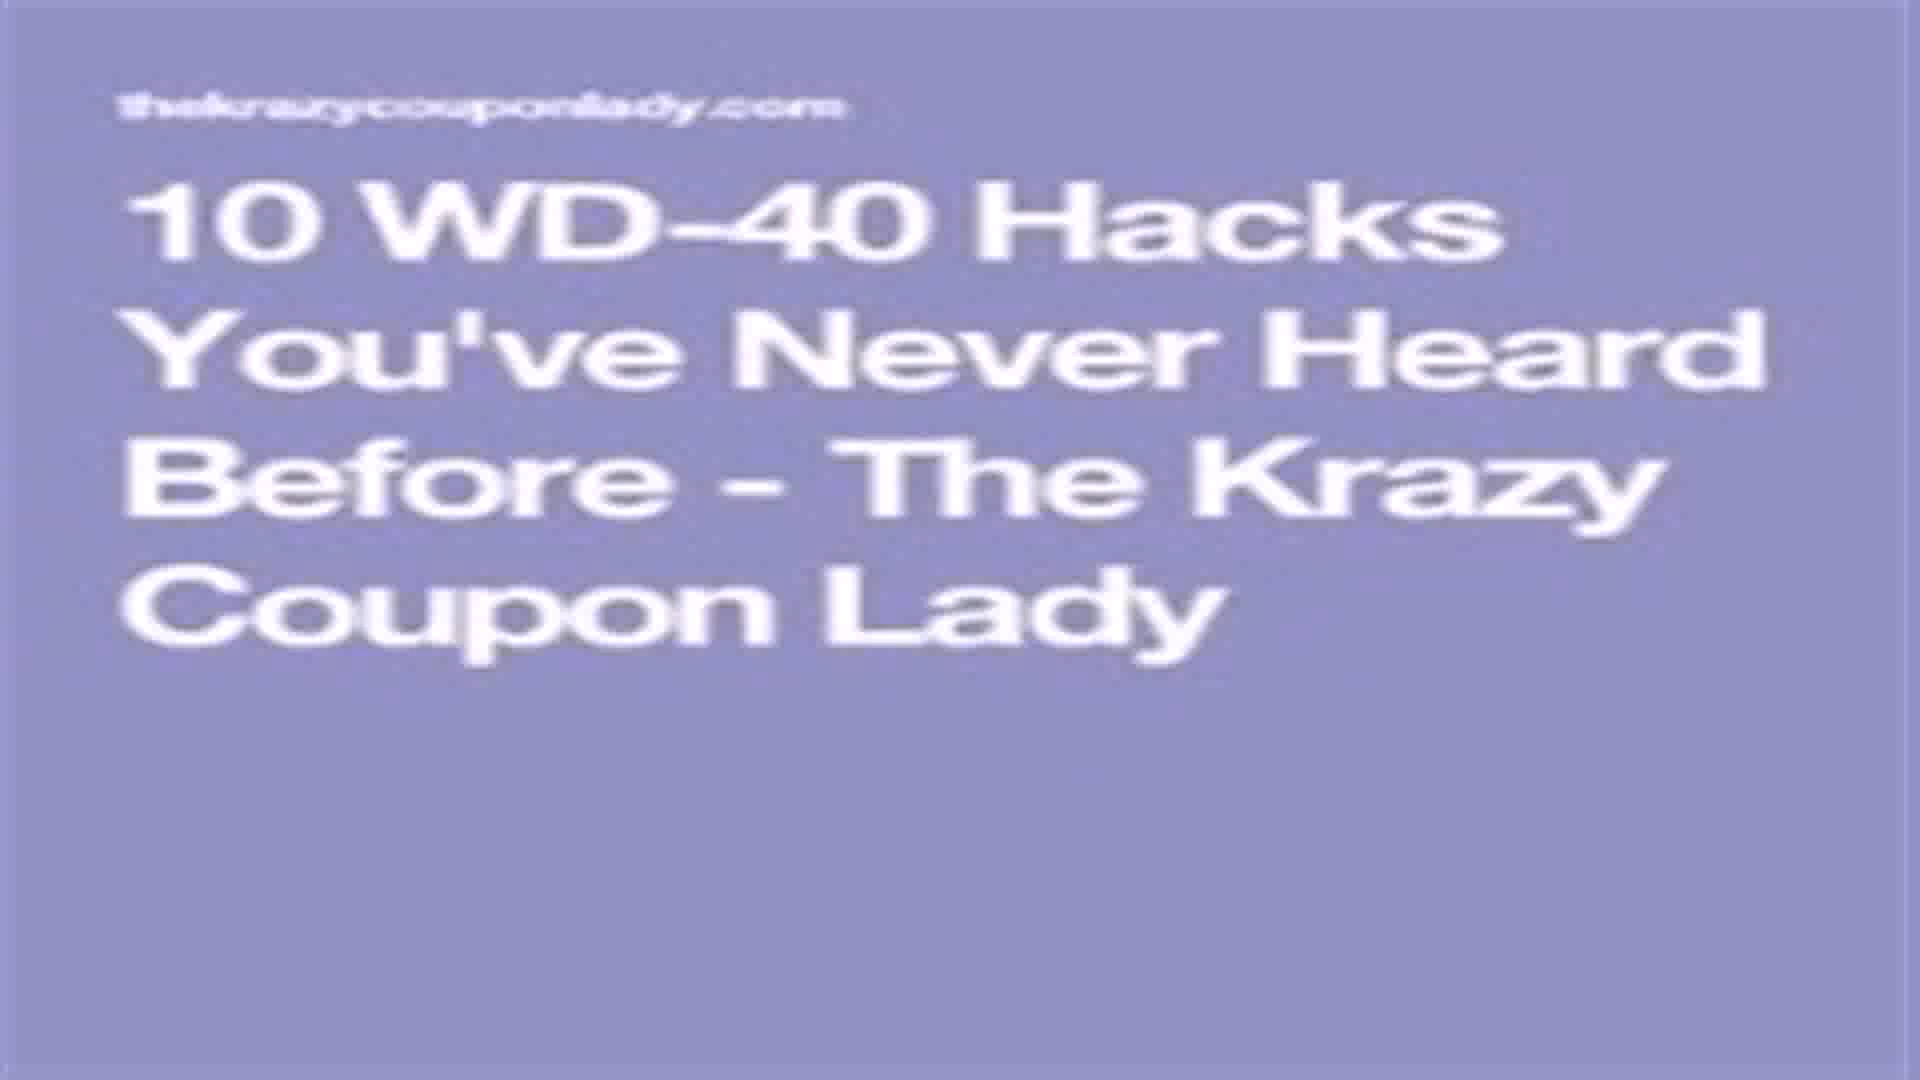 thekrazycouponlady.com
10 WD-40 Hacks
You've Never Heard
Before - The Krazy
Coupon Lady